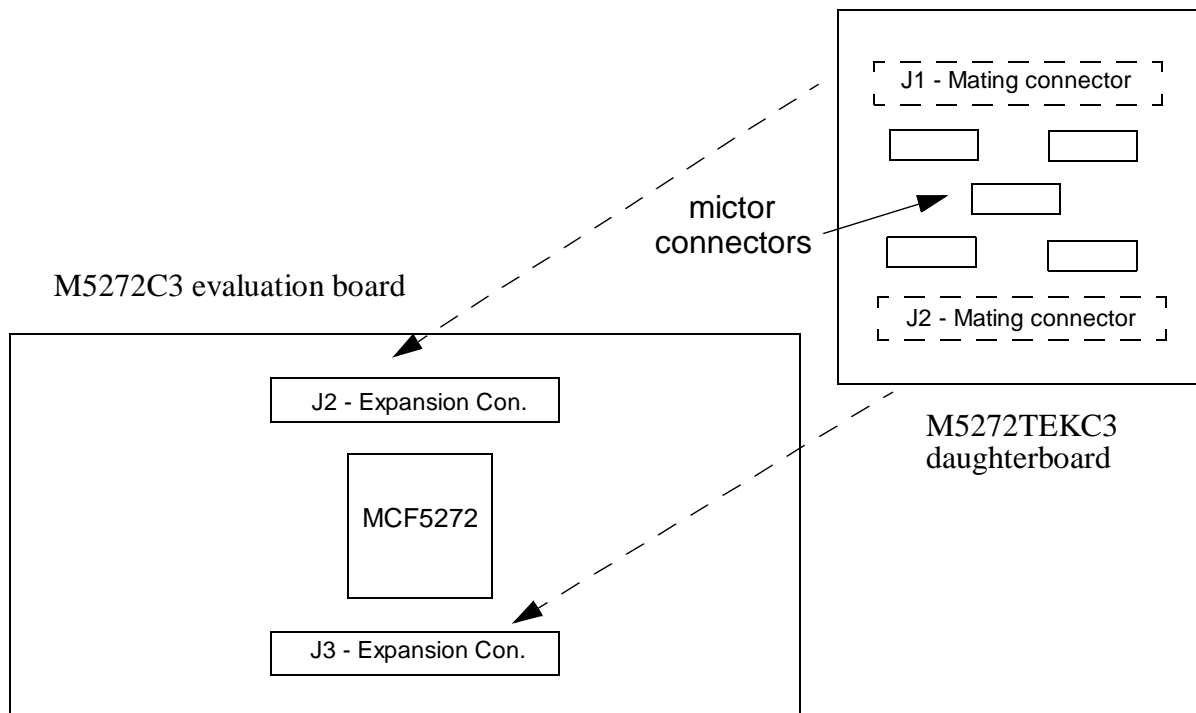 J1 - Mating connector
mictor
connectors
J2 - Mating connector
M5272TEKC3
daughterboard
M5272C3 evaluation board
J2 - Expansion Con.
MCF5272
J3 - Expansion Con.